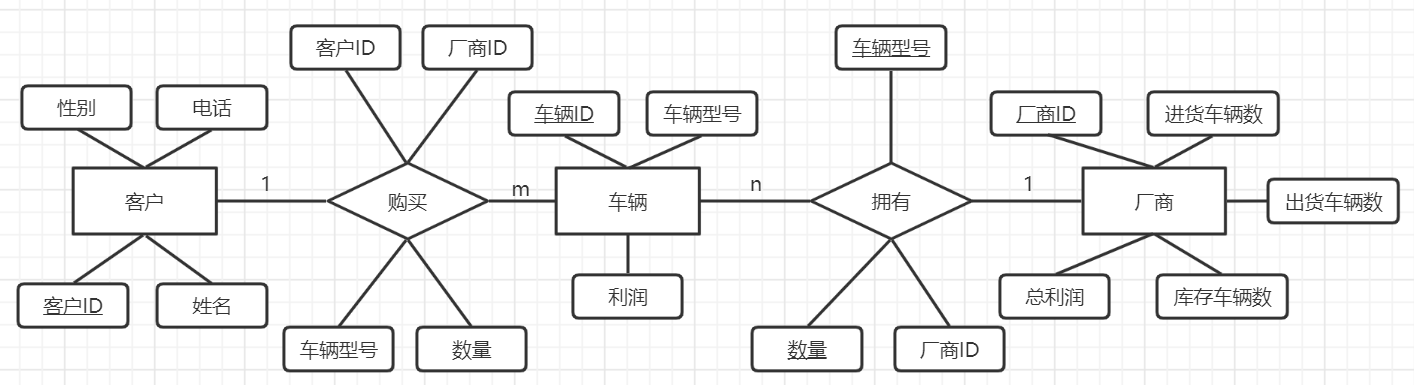 客户ID
厂商ID
车辆型号
性别
电话
车辆ID
车辆型号
厂商ID
进货车辆数
客户
1
购买
m
车辆
n
拥有
1
厂商
出货车辆数
客户ID
姓名
利润
总利润
库存车辆数
车辆型号
数量
数量
厂商ID